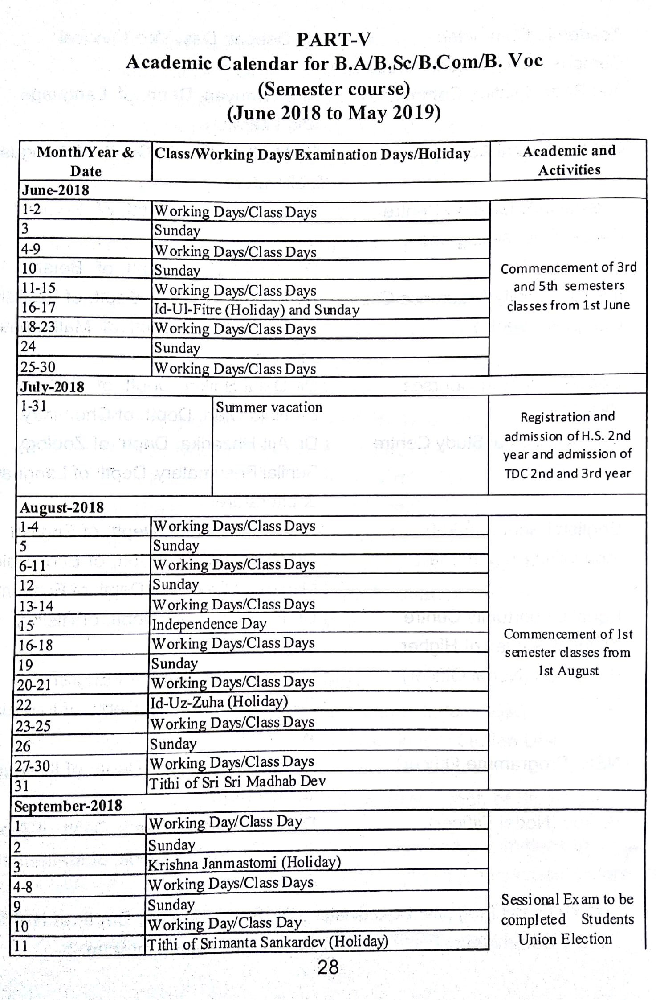 PART-V
Academic Calendar for B.A/B.Sc/B.Com/B. Voc
(Semester course)
(June 2018 to May 2019)
Month/Year & Date Class/Working Days/Examination Days/Holiday Academic and Activities
June-2018
1-2 Working Days/Class Days
3 Sunday
4-9 Working Days/Class Days
10 Sunday
11-15 Working Days/Class Days
16-17 Id-Ul-Fitre (Holiday) and Sunday
18-23 Working Days/Class Days
24 Sunday
25-30 Working Days/Class Days
Commencement of 3rd
and 5th semesters
classes from 1st June
July-2018
1-31 Summer vacation
Registration and
admission of H.S. 2nd
year and admission of
TDC 2nd and 3rd year
August-2018
1-4 Working Days/Class Days
5 Sunday
6-11 Working Days/Class Days
12 Sunday
13-14 Working Days/Class Days
15 Independence Day
16-18 Working Days/Class Days
19 Sunday
20-21 Working Days/Class Days
22 Id-Uz-Zuha (Holiday)
23-25 Working Days/Class Days
26 Sunday
27-30 Working Days/Class Days
31 Tithi of Sri Sri Madhab Dev
Commencement of 1st
semester classes from
1st August
September-2018
1 Working Day/Class Day
2 Sunday
3 Krishna Janmastomi (Holiday)
4-8 Working Days/Class Days
9 Sunday
10 Working Day/Class Day
11 Tithi of Srimanta Sankardev (Holiday)
Sessional Exam to be
completed Students
Union Election
28